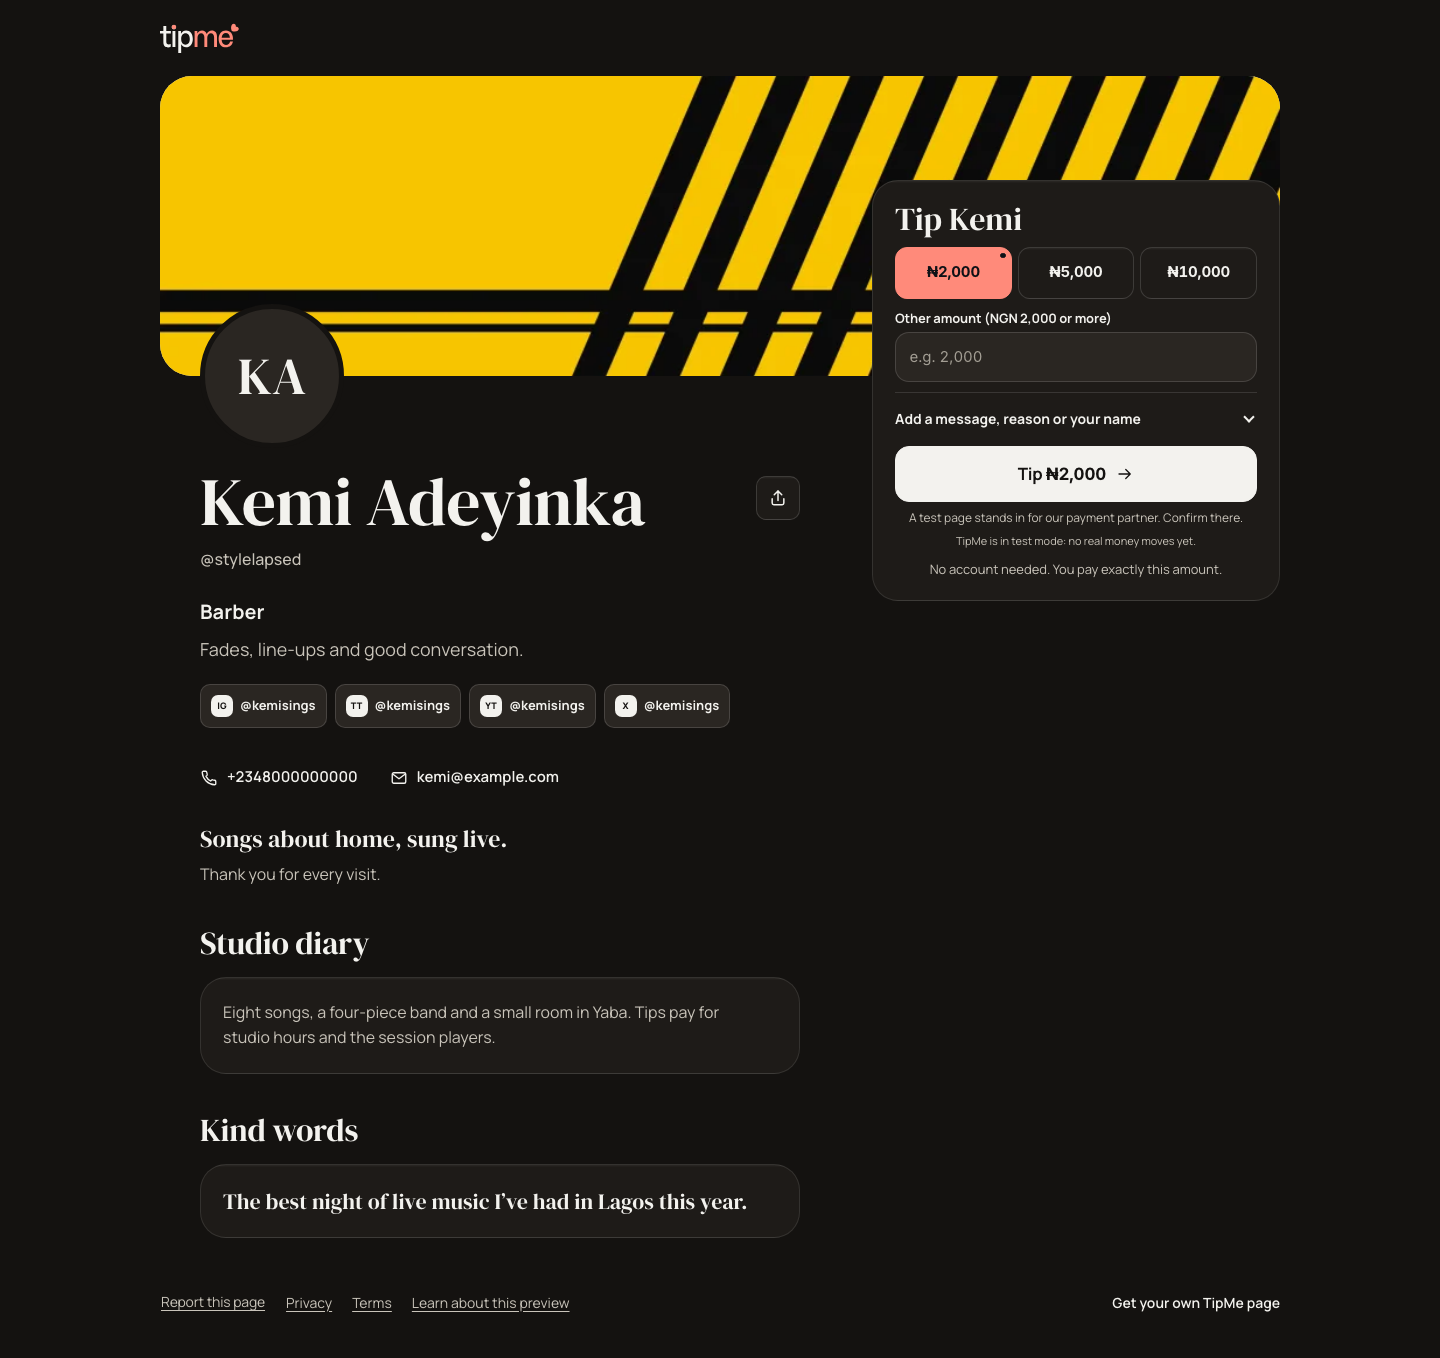 tipme
Tip Kemi
₦2,000
₦5,000
₦10,000
Other amount (NGN 2,000 or more)
e.g. 2,000
Add a message, reason or your name
Tip ₦2,000
A test page stands in for our payment partner. Confirm there.
TipMe is in test mode: no real money moves yet.
No account needed. You pay exactly this amount.
KA
Kemi Adeyinka
@stylelapsed
Barber
Fades, line-ups and good conversation.
IG @kemisings
TT @kemisings
YT @kemisings
X @kemisings
+2348000000000
kemi@example.com
Songs about home, sung live.
Thank you for every visit.
Studio diary
Eight songs, a four-piece band and a small room in Yaba. Tips pay for
studio hours and the session players.
Kind words
The best night of live music I’ve had in Lagos this year.
Report this page
Privacy
Terms
Learn about this preview
Get your own TipMe page